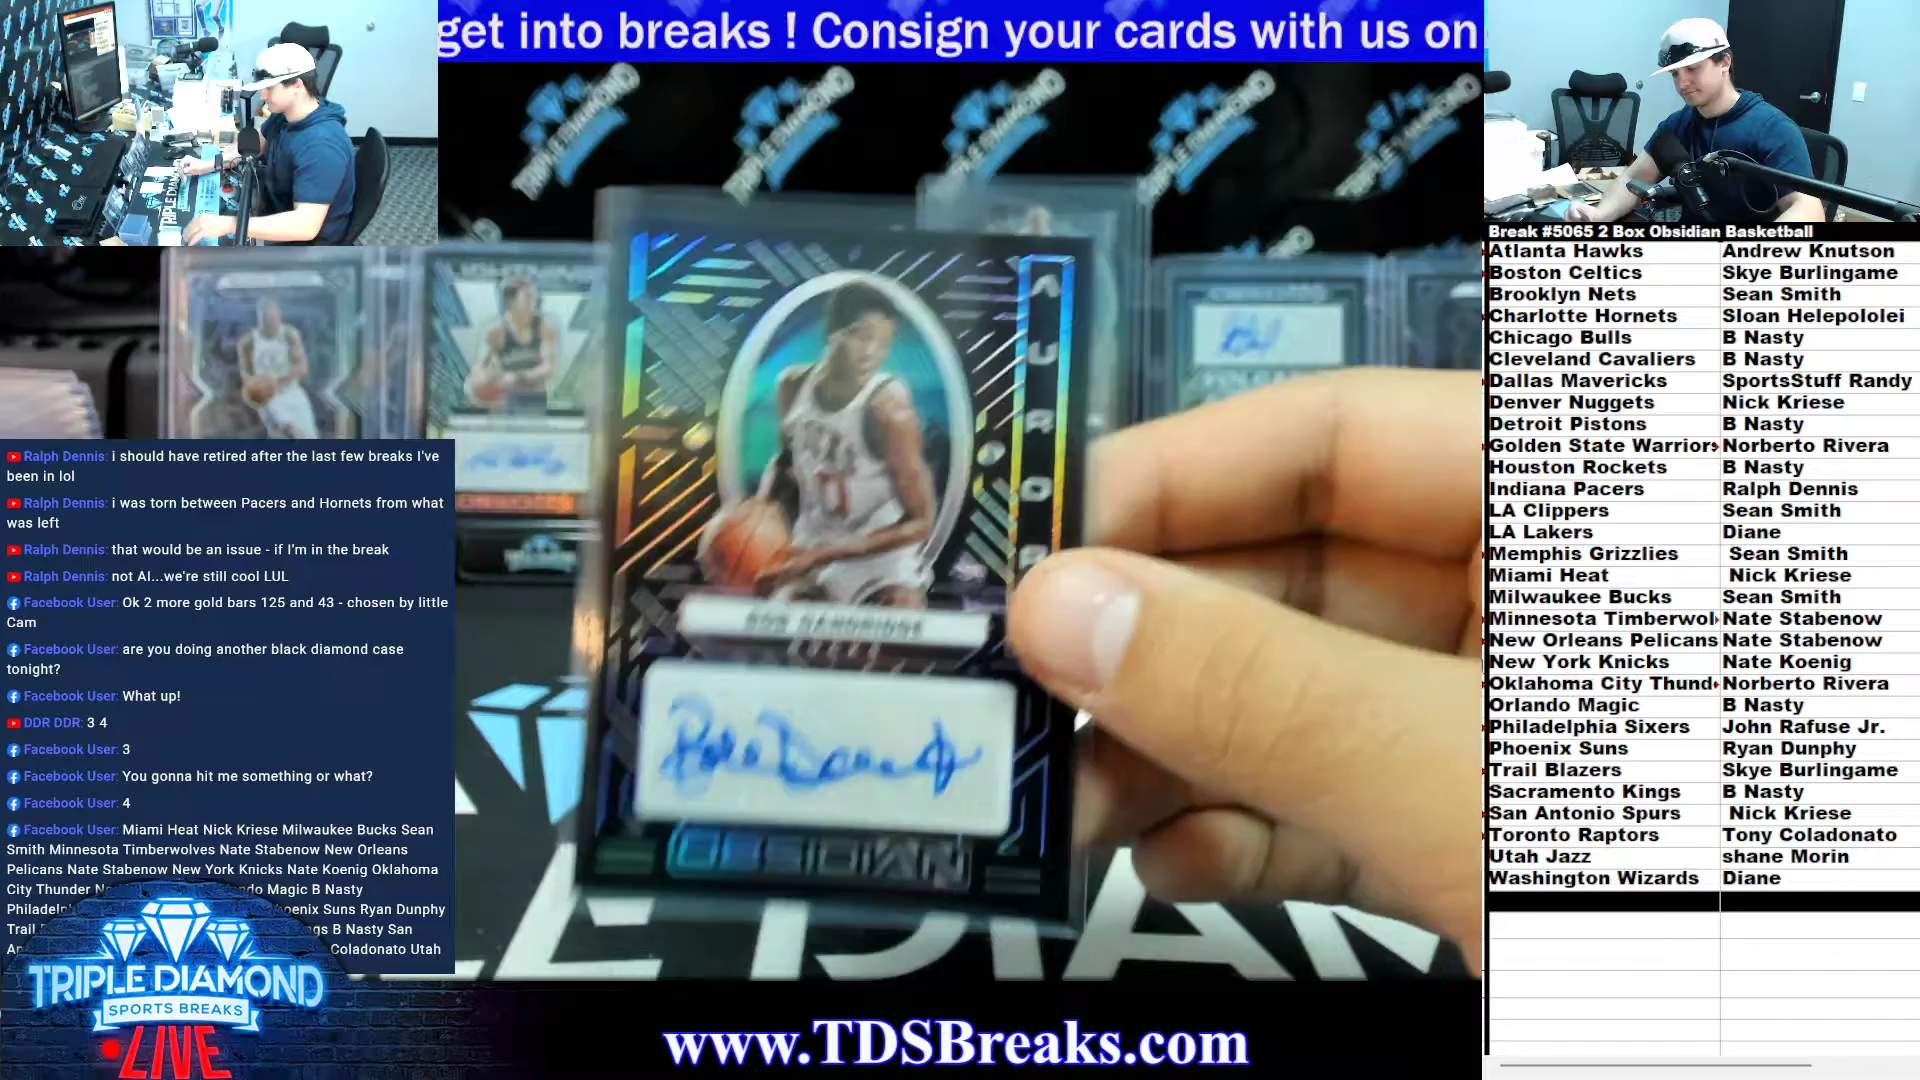 get into breaks ! Consign your cards with us on
TRIPLE DIAMOND
AURORA
BOB DANDRIDGE
OBSIDIAN
Ralph Dennis: i should have retired after the last few breaks I've
been in lol
Ralph Dennis: i was torn between Pacers and Hornets from what
was left
Ralph Dennis: that would be an issue - if I'm in the break
Ralph Dennis: not AI...we're still cool LUL
Facebook User: Ok 2 more gold bars 125 and 43 - chosen by little
Cam
Facebook User: are you doing another black diamond case
tonight?
Facebook User: What up!
DDR DDR: 3 4
Facebook User: 3
Facebook User: You gonna hit me something or what?
Facebook User: 4
Facebook User: Miami Heat Nick Kriese Milwaukee Bucks Sean
Smith Minnesota Timberwolves Nate Stabenow New Orleans
Pelicans Nate Stabenow New York Knicks Nate Koenig Oklahoma
City Thunder Magic B Nasty
Phoenix Suns Ryan Dunphy
Trail B Nasty San
Coladonato Utah
TRIPLE DIAMOND
SPORTS BREAKS
LIVE
www.TDSBreaks.com
Break #5065 2 Box Obsidian Basketball
Atlanta Hawks Andrew Knutson
Boston Celtics Skye Burlingame
Brooklyn Nets Sean Smith
Charlotte Hornets Sloan Helepololei
Chicago Bulls B Nasty
Cleveland Cavaliers B Nasty
Dallas Mavericks SportsStuff Randy
Denver Nuggets Nick Kriese
Detroit Pistons B Nasty
Golden State Warriors Norberto Rivera
Houston Rockets B Nasty
Indiana Pacers Ralph Dennis
LA Clippers Sean Smith
LA Lakers Diane
Memphis Grizzlies Sean Smith
Miami Heat Nick Kriese
Milwaukee Bucks Sean Smith
Minnesota Timberwol Nate Stabenow
New Orleans Pelicans Nate Stabenow
New York Knicks Nate Koenig
Oklahoma City Thund Norberto Rivera
Orlando Magic B Nasty
Philadelphia Sixers John Rafuse Jr.
Phoenix Suns Ryan Dunphy
Trail Blazers Skye Burlingame
Sacramento Kings B Nasty
San Antonio Spurs Nick Kriese
Toronto Raptors Tony Coladonato
Utah Jazz shane Morin
Washington Wizards Diane